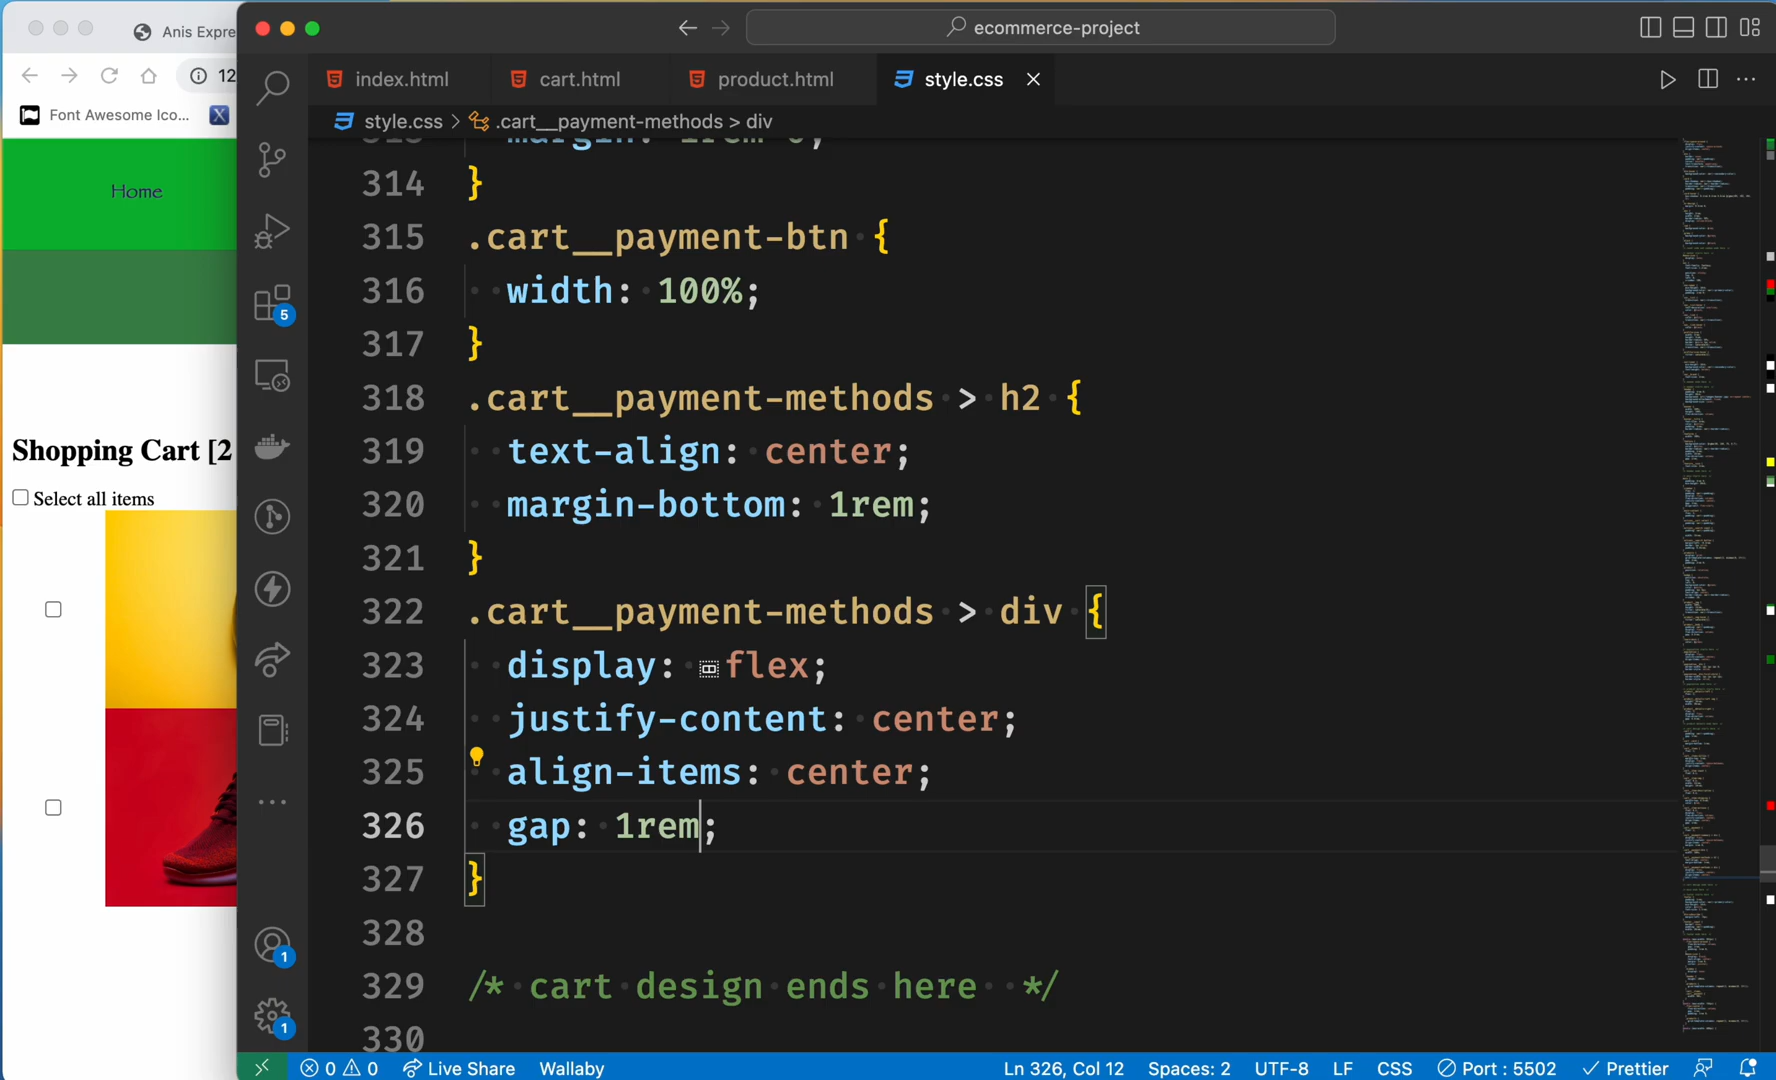 Anis Expre
12
Font Awesome Ico...
X
Home
Shopping Cart [2
Select all items
ecommerce-project
index.html
cart.html
product.html
style.css
style.css > .cart__payment-methods > div
5
1
1
313 margin: 1rem 0;
314 }
315 .cart__payment-btn {
316 width: 100%;
317 }
318 .cart__payment-methods > h2 {
319 text-align: center;
320 margin-bottom: 1rem;
321 }
322 .cart__payment-methods > div {
323 display: flex;
324 justify-content: center;
325 align-items: center;
326 gap: 1rem;
327 }
328
329 /* cart design ends here  */
330
0 0 Live Share Wallaby Ln 326, Col 12 Spaces: 2 UTF-8 LF CSS Port : 5502 Prettier